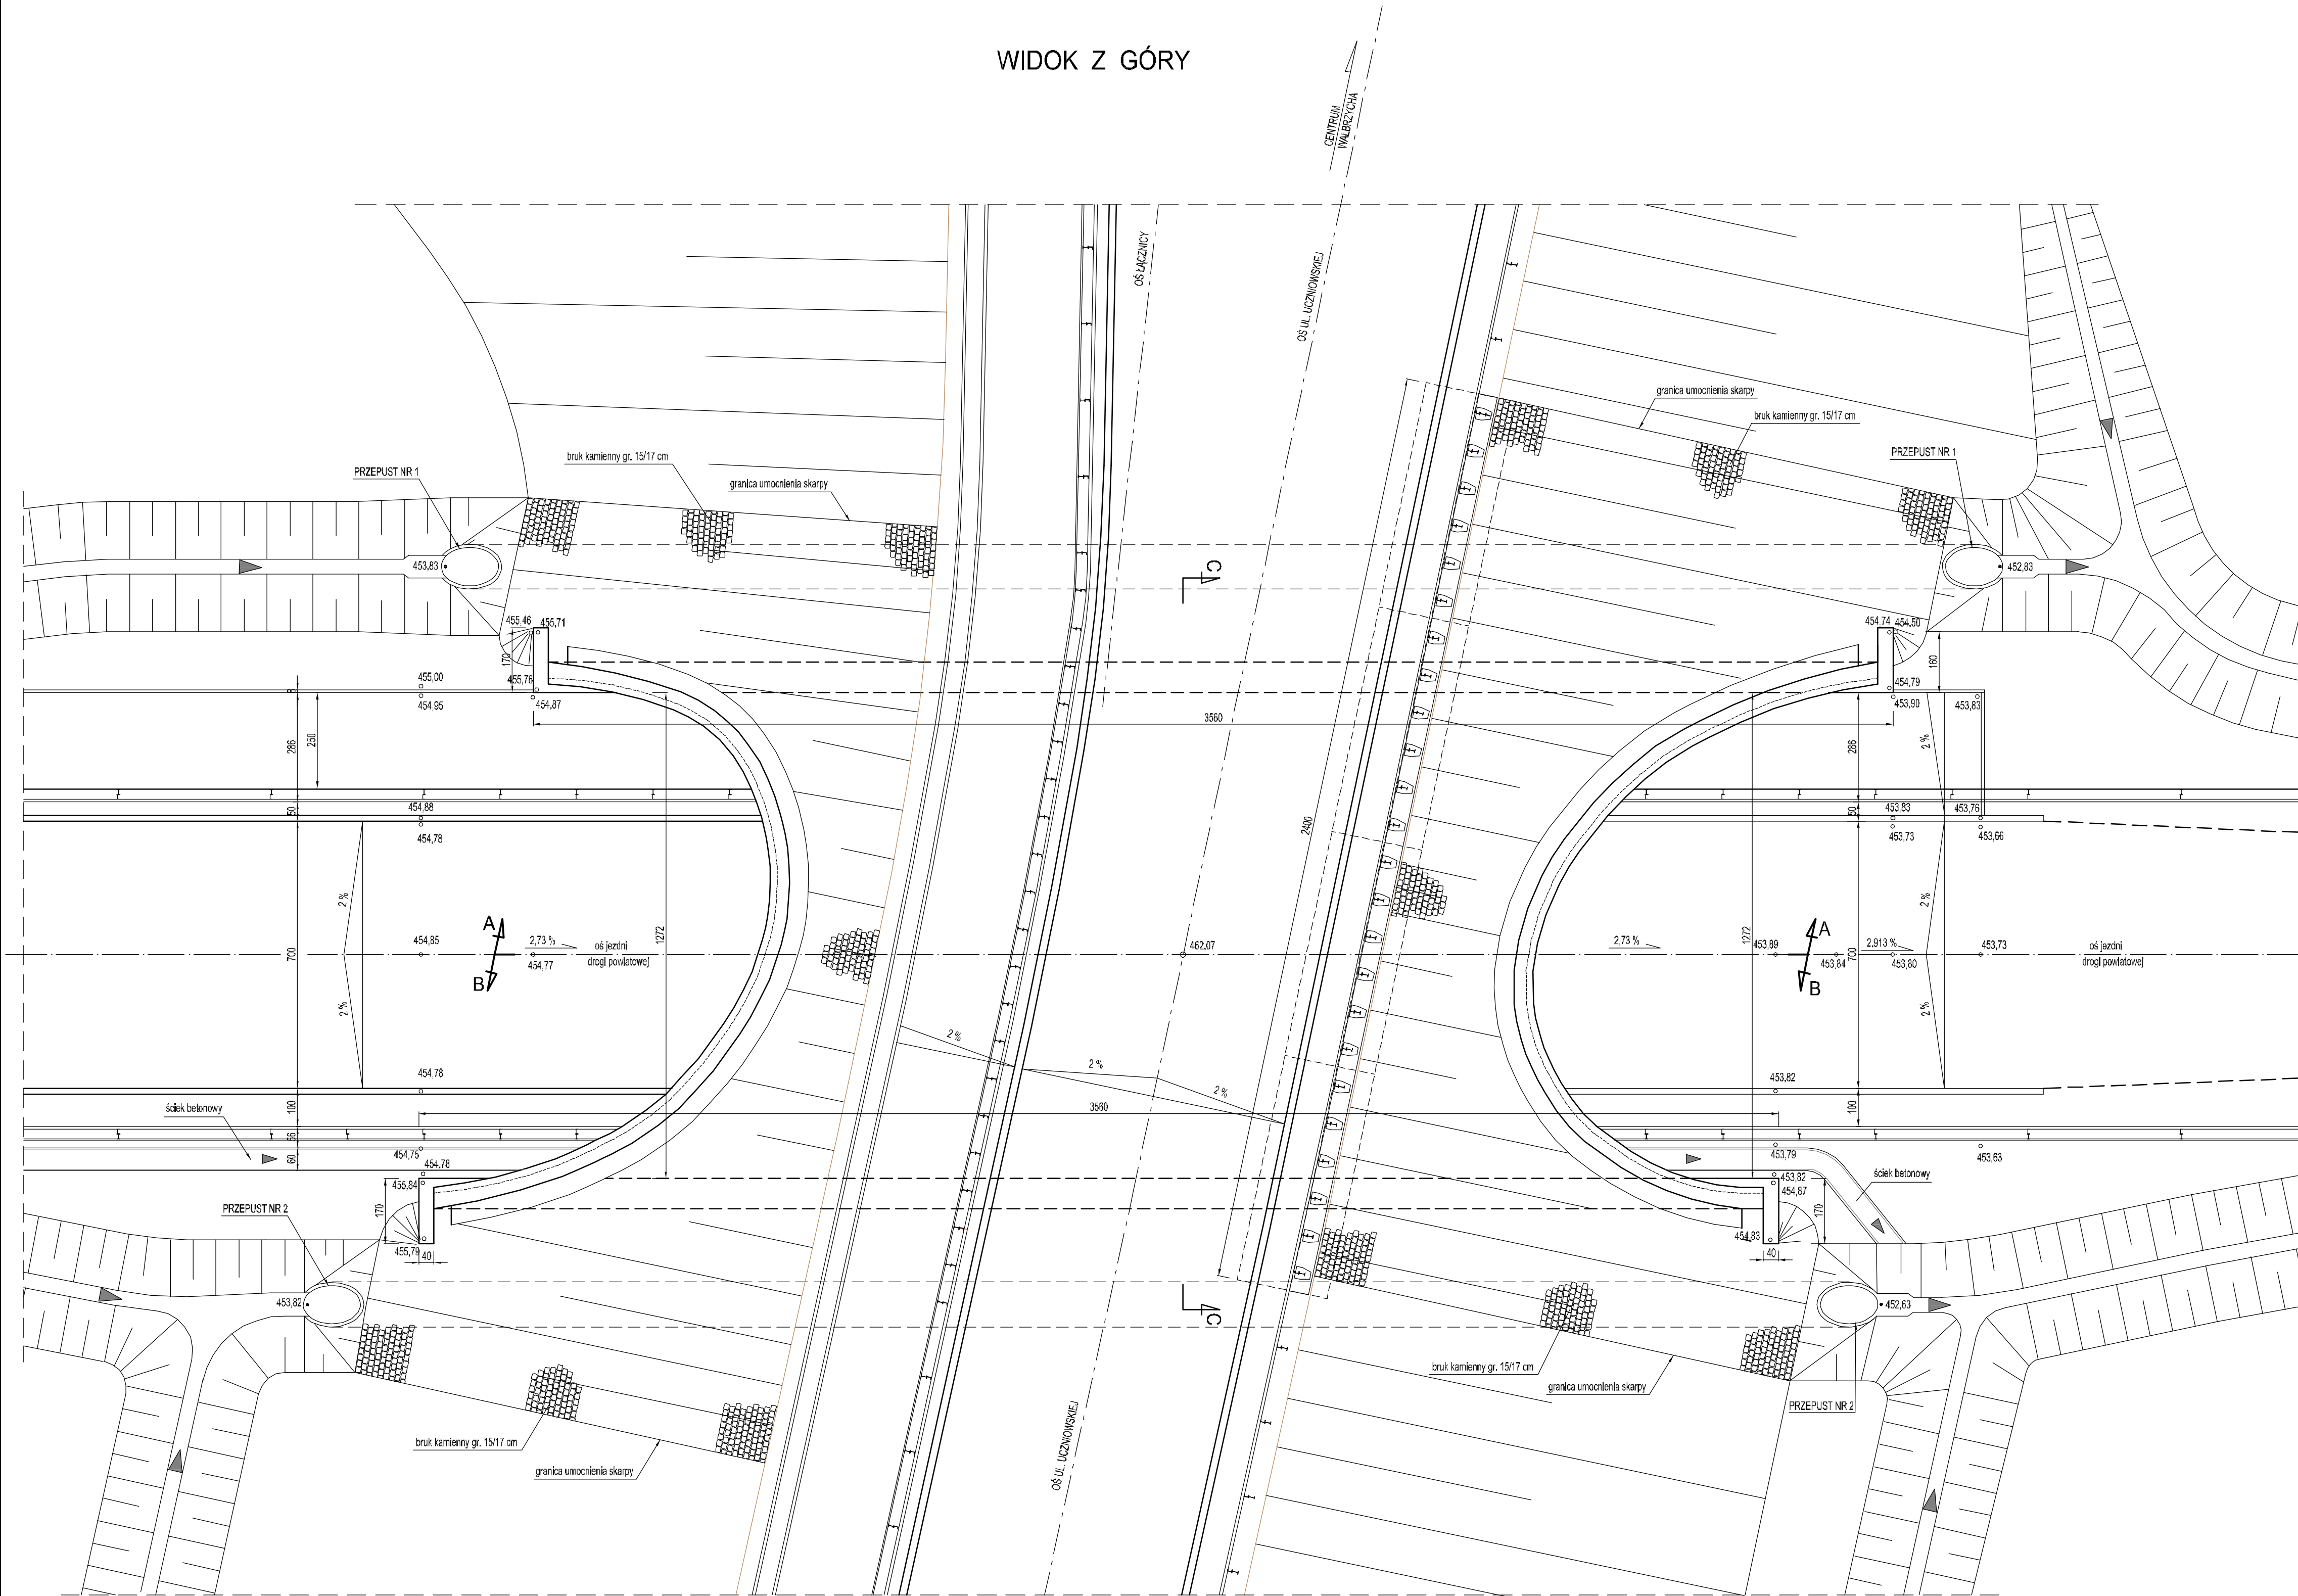 WIDOK Z GÓRY
CENTRUM
WAŁBRZYCHA
OŚ ŁĄCZNICY
OŚ UL. UCZNIOWSKIEJ
granica umocnienia skarpy
bruk kamienny gr. 15/17 cm
PRZEPUST NR 1
bruk kamienny gr. 15/17 cm
granica umocnienia skarpy
PRZEPUST NR 1
453,83
C
452,83
455,46
455,71
170
455,76
454,74
454,50
160
455,00
454,95
454,87
454,79
453,90
453,83
3560
286
250
286
2 %
2400
50
454,88
454,78
50
453,83
453,76
453,73
453,66
2 %
2 %
A
B
454,85
2,73 %
454,77
oś jezdni
drogi powiatowej
1272
700
462,07
2,73 %
1272
453,89
A
B
453,84
700
2,913 %
453,80
453,73
oś jezdni
drogi powiatowej
2 %
2 %
2 %
2 %
2 %
454,78
453,82
ściek betonowy
100
3560
100
56
60
454,75
454,78
455,84
453,79
453,63
453,82
454,87
ściek betonowy
170
PRZEPUST NR 2
455,79
40
170
454,83
40
453,82
C
452,63
bruk kamienny gr. 15/17 cm
granica umocnienia skarpy
PRZEPUST NR 2
bruk kamienny gr. 15/17 cm
granica umocnienia skarpy
OŚ UL. UCZNIOWSKIEJ